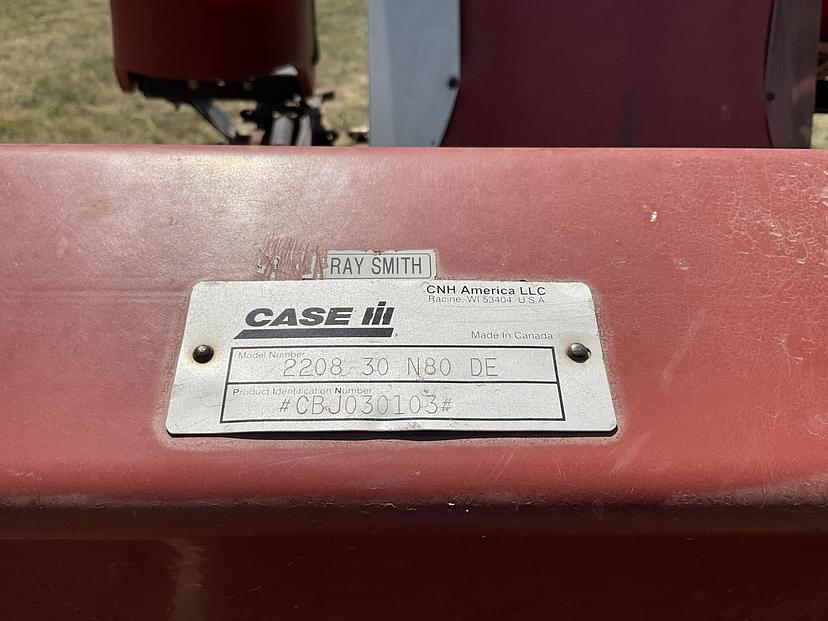 RAY SMITH
CNH America LLC
Racine, WI 53404 U.S.A
CASE IH
Made In Canada
Model Number
2208 30 N80 DE
Product Identification Number
#CBJ030103#